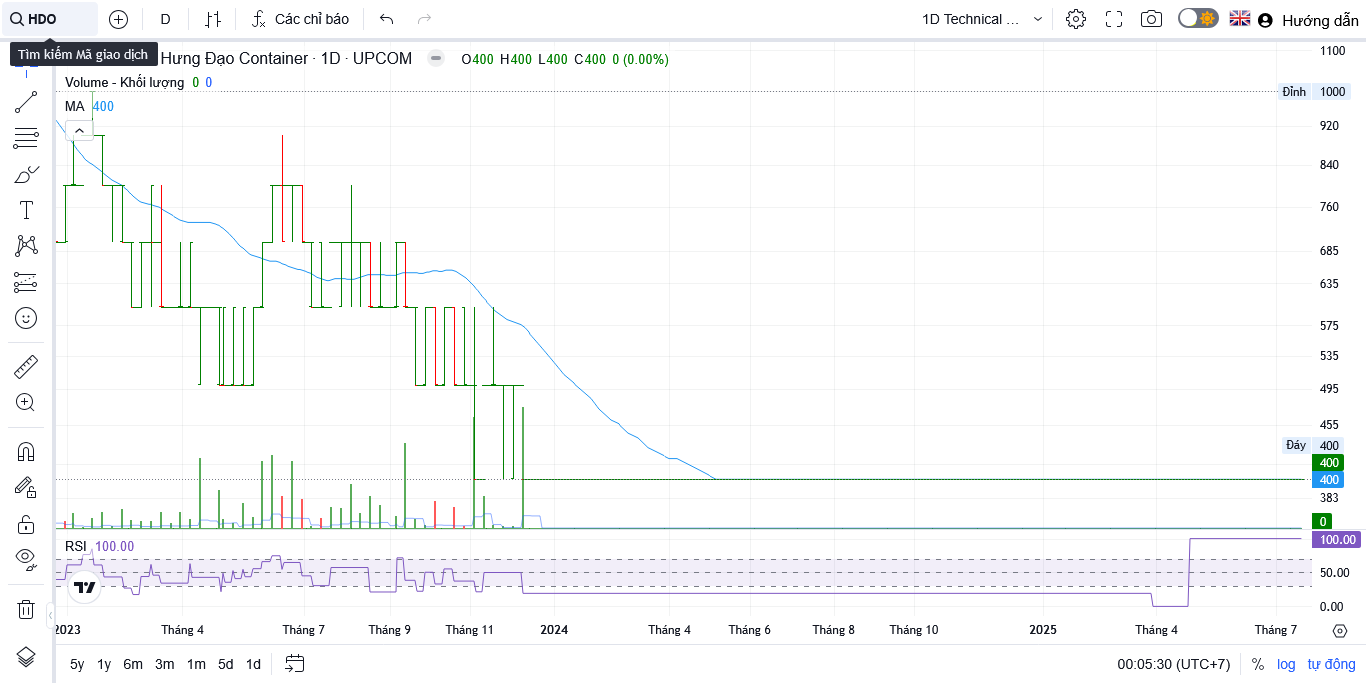 HDO
D
Các chỉ báo
1D Technical ...
Hướng dẫn
Tìm kiếm Mã giao dịch
Hưng Đạo Container · 1D · UPCOM
O400 H400 L400 C400 0 (0.00%)
Volume - Khối lượng 0 0
MA 400
1100
Đỉnh 1000
920
840
760
685
635
575
535
495
455
Đáy 400
400
400
383
0
RSI 100.00
100.00
50.00
0.00
2023 Tháng 4 Tháng 7 Tháng 9 Tháng 11 2024 Tháng 4 Tháng 6 Tháng 8 Tháng 10 2025 Tháng 4 Tháng 7
5y 1y 6m 3m 1m 5d 1d
00:05:30 (UTC+7) % log tự động